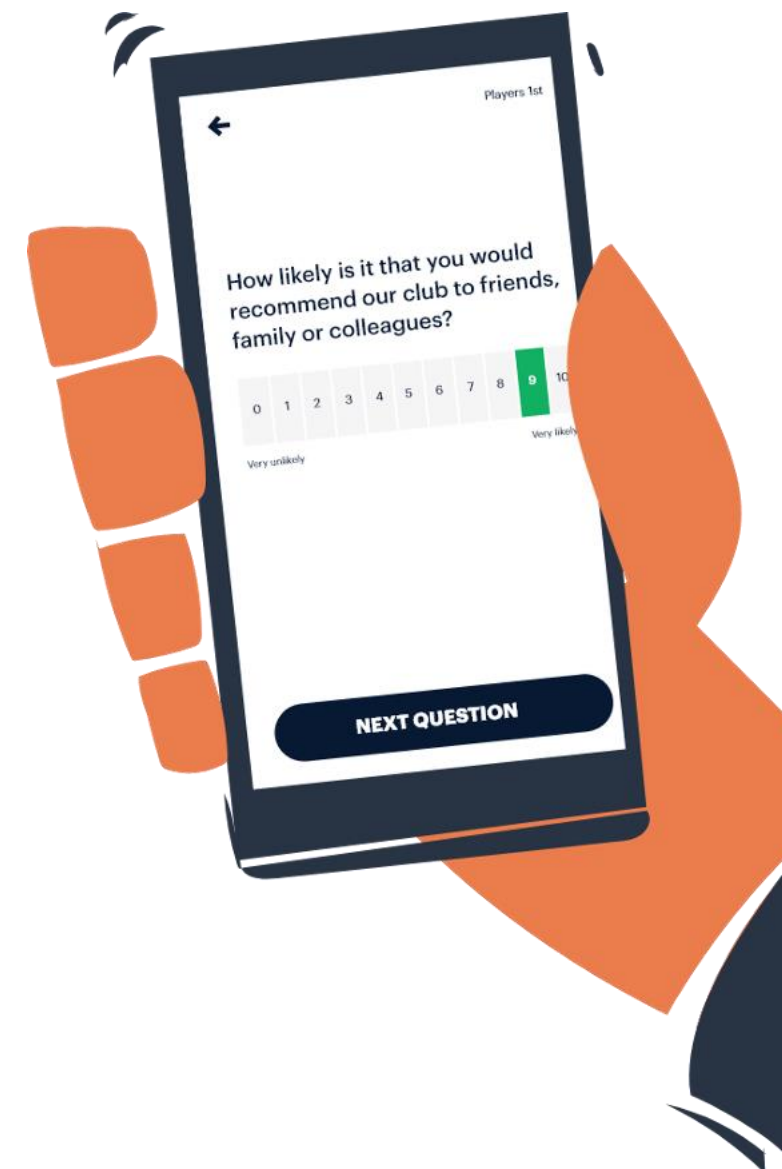 Players 1st
How likely is it that you would
recommend our club to friends,
family or colleagues?
0 1 2 3 4 5 6 7 8 9 10
Very unlikely Very likely
NEXT QUESTION